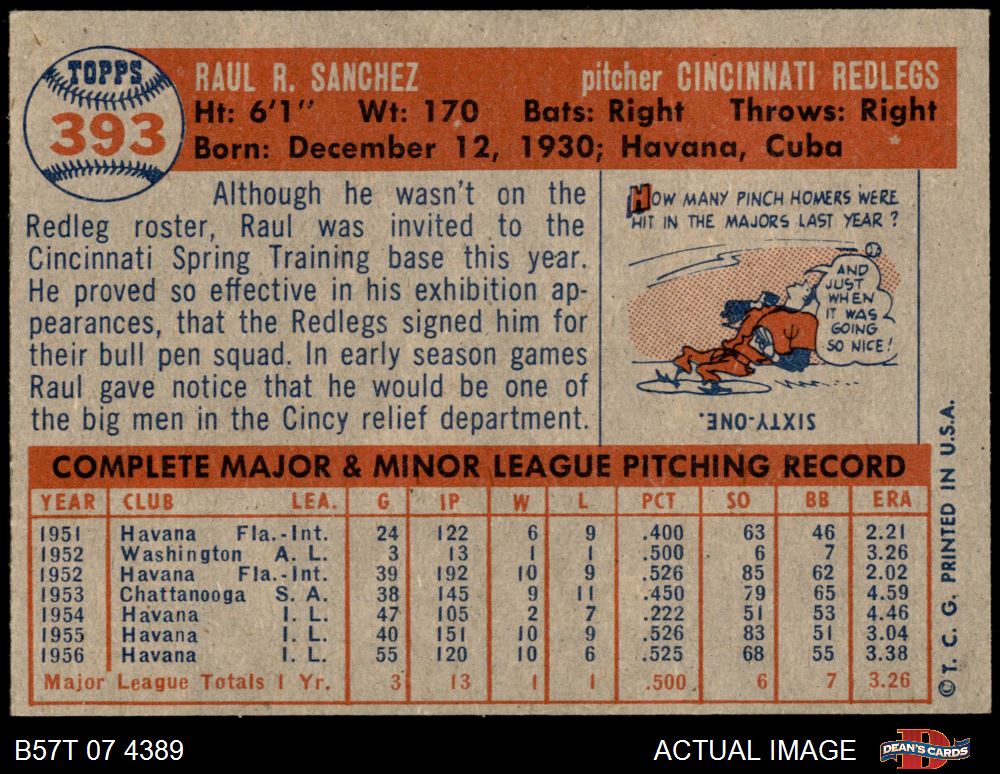 TOPPS
393
RAUL R. SANCHEZ pitcher CINCINNATI REDLEGS
Ht: 6'1" Wt: 170 Bats: Right Throws: Right
Born: December 12, 1930; Havana, Cuba
Although he wasn't on the
Redleg roster, Raul was invited to the
Cincinnati Spring Training base this year.
He proved so effective in his exhibition ap-
pearances, that the Redlegs signed him for
their bull pen squad. In early season games
Raul gave notice that he would be one of
the big men in the Cincy relief department.
HOW MANY PINCH HOMERS WERE
HIT IN THE MAJORS LAST YEAR?
AND
JUST
WHEN
IT WAS
GOING
SO NICE!
SIXTY-ONE.
COMPLETE MAJOR & MINOR LEAGUE PITCHING RECORD
YEAR CLUB LEA. G IP W L PCT SO BB ERA
1951 Havana Fla.-Int. 24 122 6 9 .400 63 46 2.21
1952 Washington A. L. 3 13 1 1 .500 6 7 3.26
1952 Havana Fla.-Int. 39 192 10 9 .526 85 62 2.02
1953 Chattanooga S. A. 38 145 9 11 .450 79 65 4.59
1954 Havana I. L. 47 105 2 7 .222 51 53 4.46
1955 Havana I. L. 40 151 10 9 .526 83 51 3.04
1956 Havana I. L. 55 120 10 6 .525 68 55 3.38
Major League Totals 1 Yr. 3 13 1 1 .500 6 7 3.26
© T. C. G. PRINTED IN U.S.A.
B57T 07 4389
ACTUAL IMAGE
DEAN'S CARDS